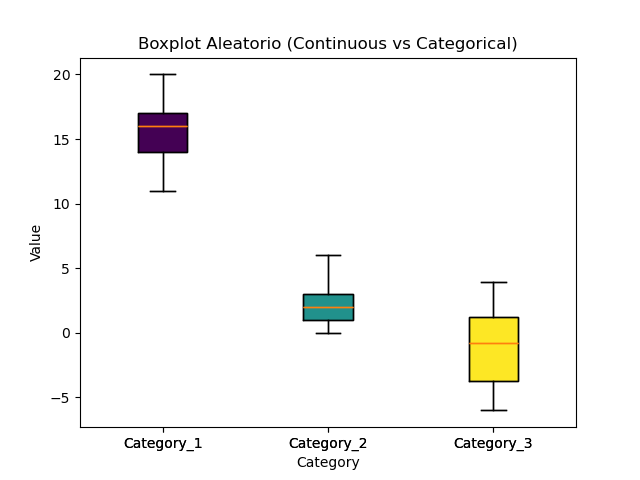 Boxplot Aleatorio (Continuous vs Categorical)
20
15
10
5
0
−5
Value
Category_1
Category_2
Category_3
Category